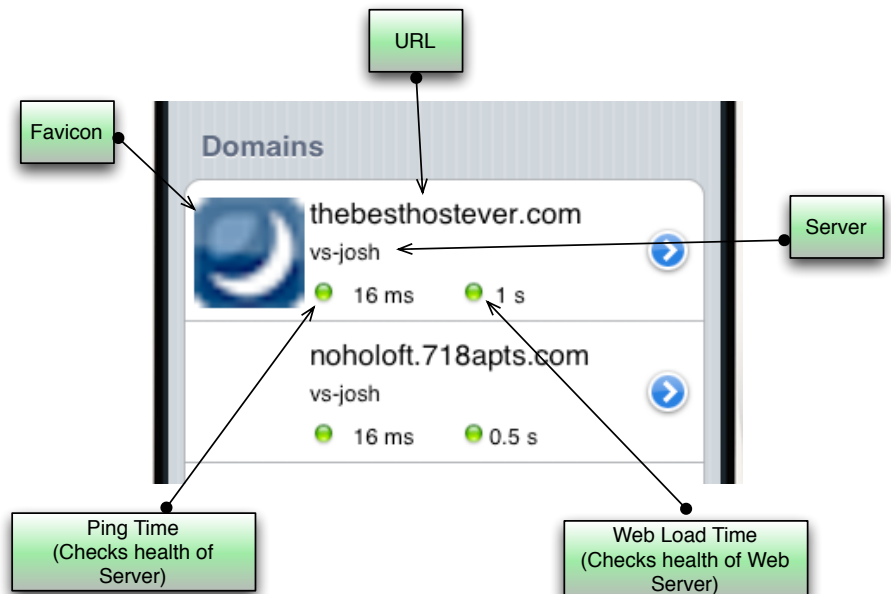 URL
Favicon
Domains
thebesthostever.com
Server
vs-josh
16 ms
1 s
noholoft.718apts.com
vs-josh
16 ms
0.5 s
Ping Time
(Checks health of
Server)
Web Load Time
(Checks health of Web
Server)